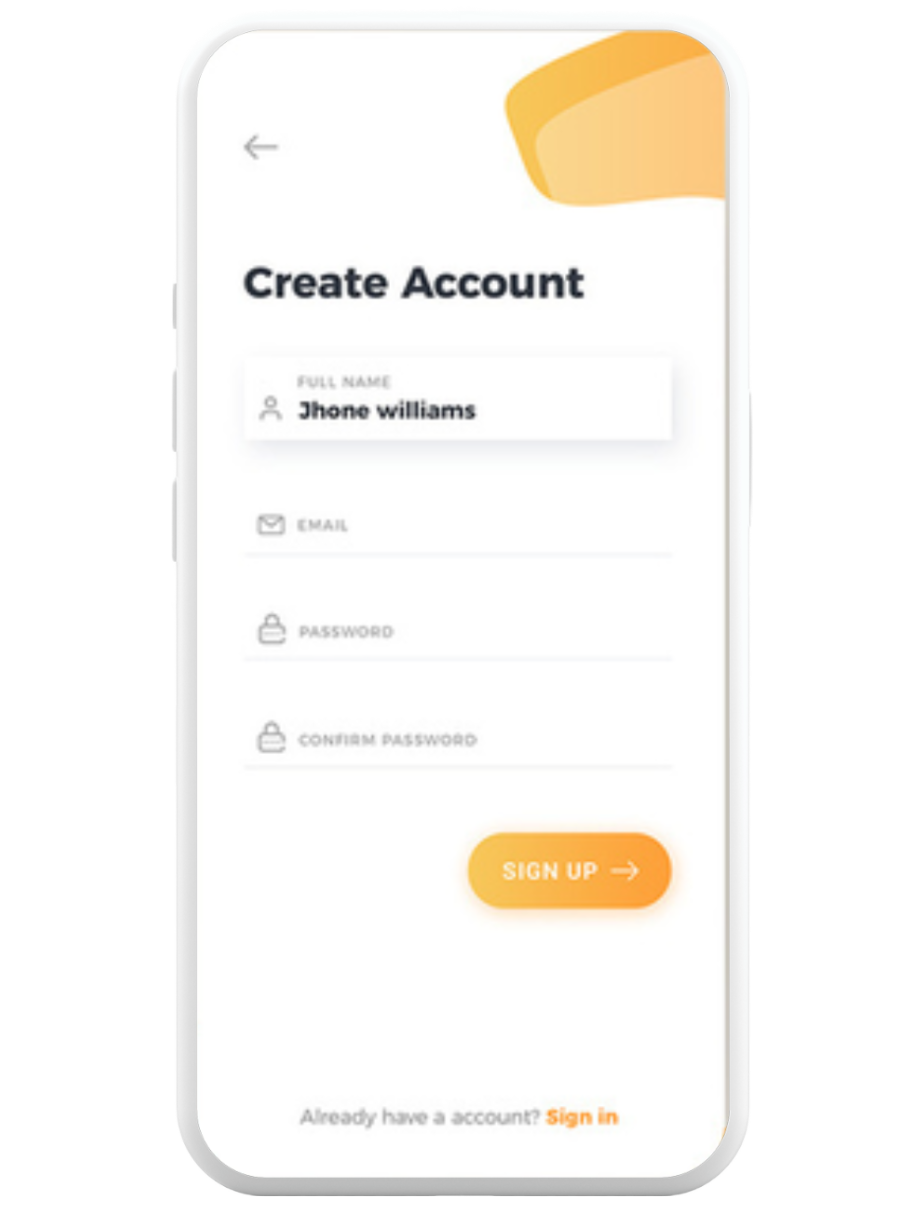 Create Account
FULL NAME
Jhone williams
EMAIL
PASSWORD
CONFIRM PASSWORD
SIGN UP
Already have a account? Sign in